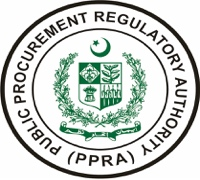 PUBLIC PROCUREMENT REGULATORY AUTHORITY
(PPRA)